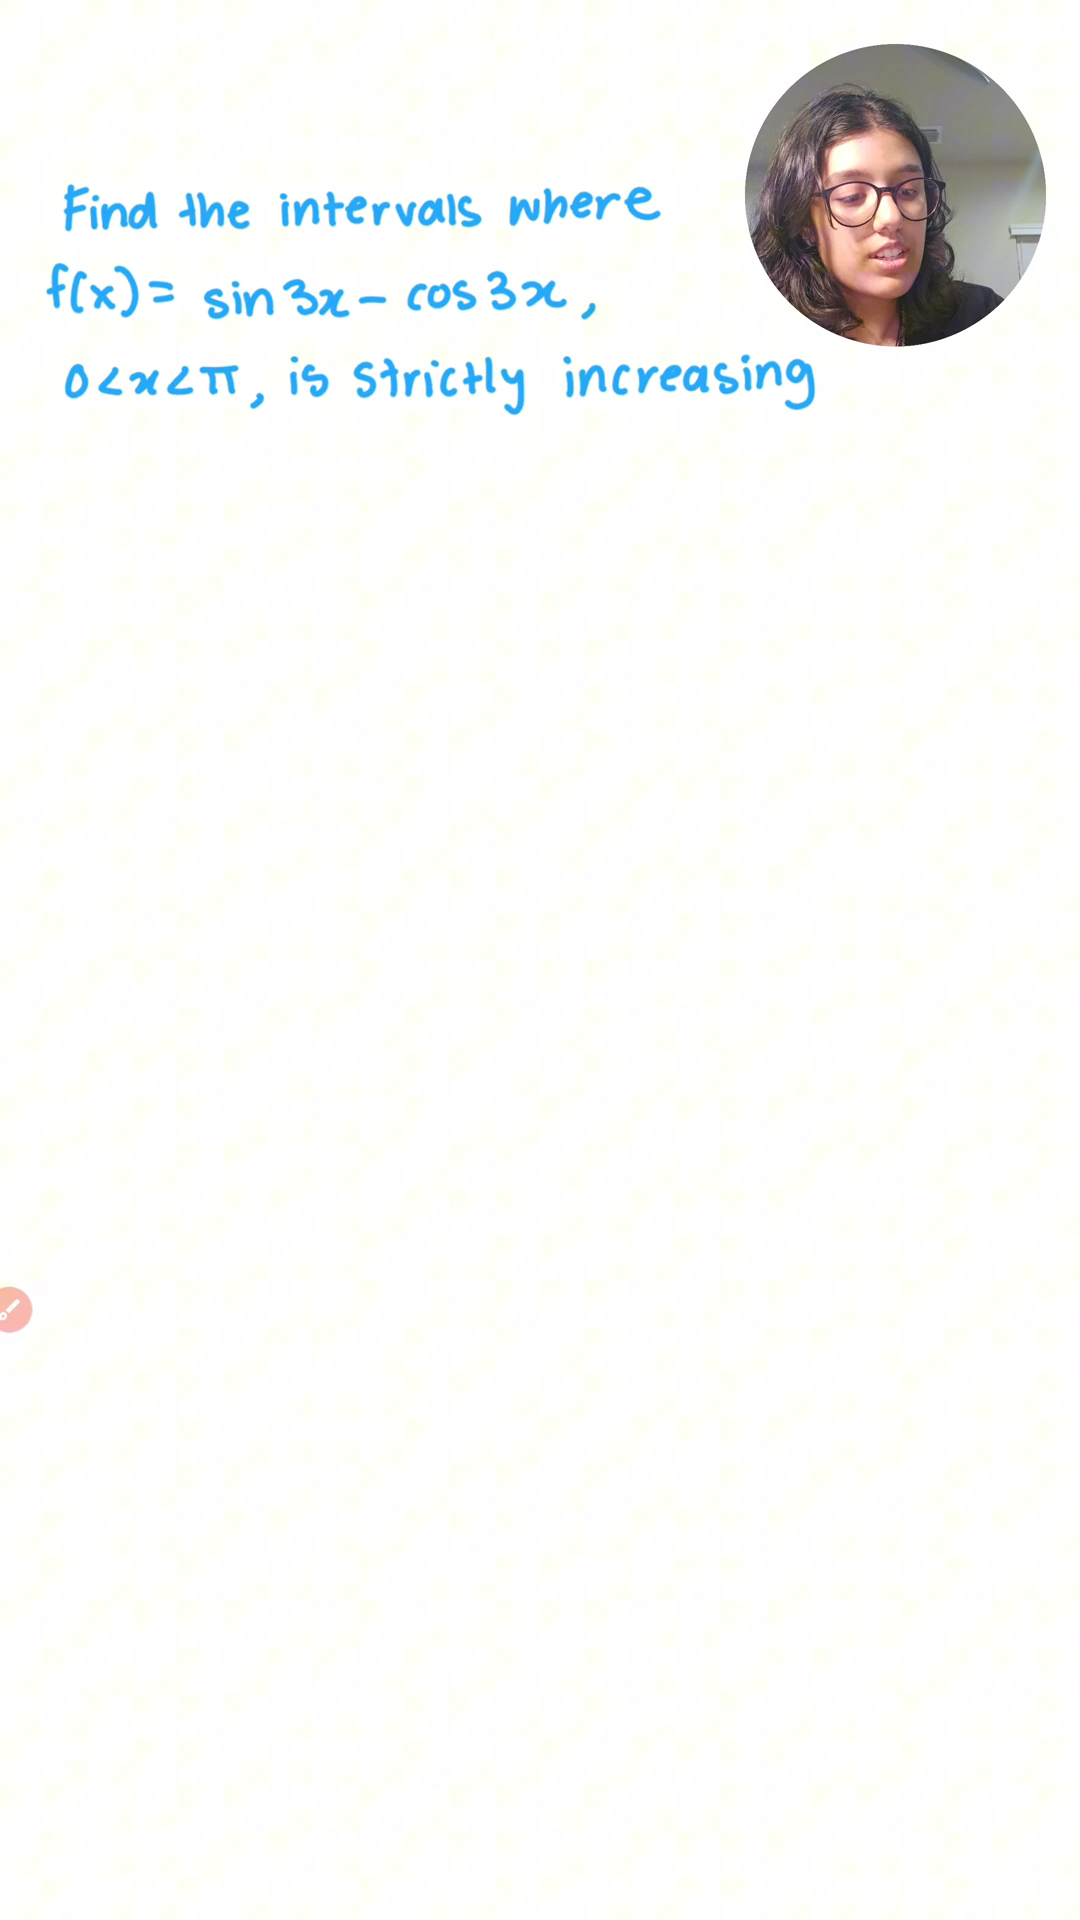 Find the intervals where
f(x) = sin 3x - cos 3x,
0 < x < π, is strictly increasing